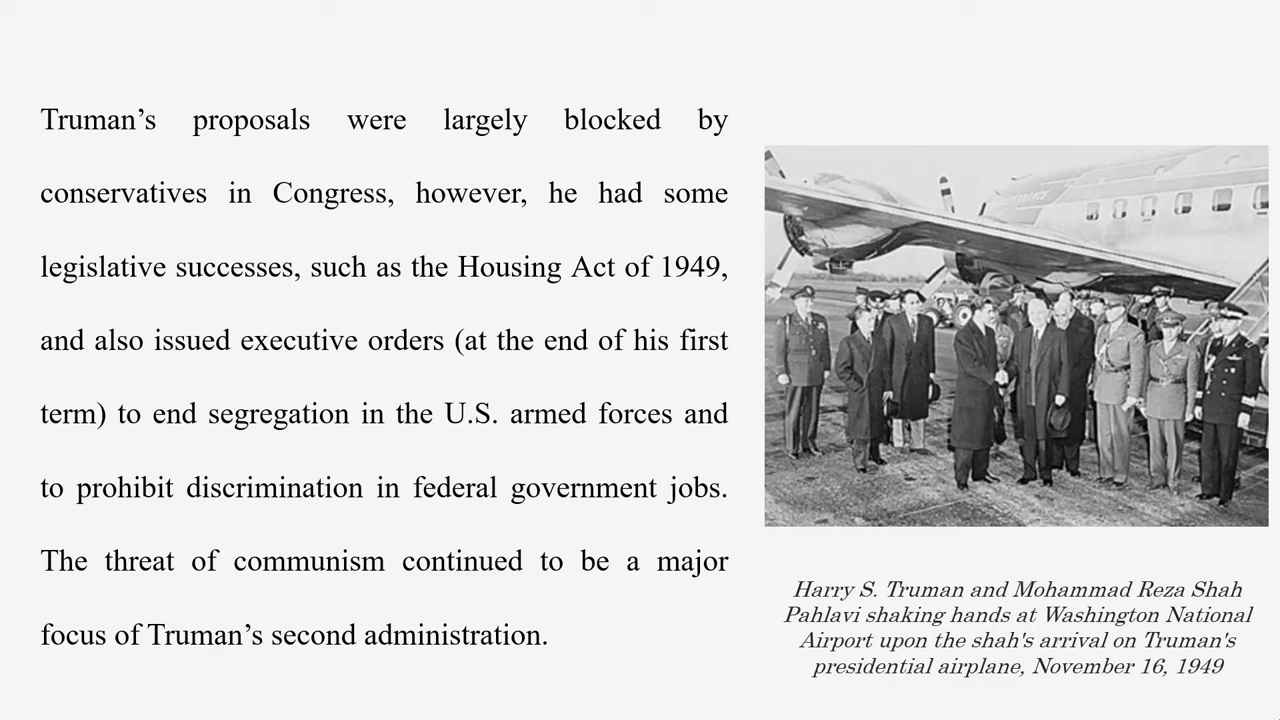 Truman’s proposals were largely blocked by
conservatives in Congress, however, he had some
legislative successes, such as the Housing Act of 1949,
and also issued executive orders (at the end of his first
term) to end segregation in the U.S. armed forces and
to prohibit discrimination in federal government jobs.
The threat of communism continued to be a major
focus of Truman’s second administration.
Harry S. Truman and Mohammad Reza Shah
Pahlavi shaking hands at Washington National
Airport upon the shah's arrival on Truman's
presidential airplane, November 16, 1949